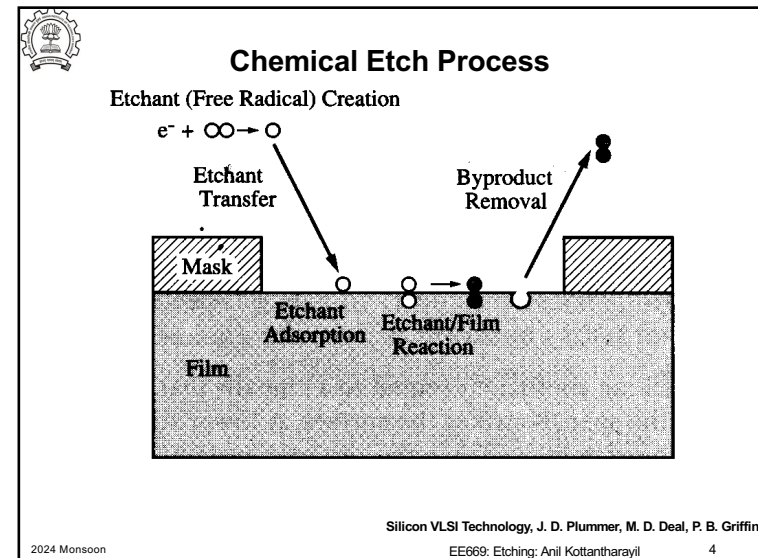 Chemical Etch Process
Etchant (Free Radical) Creation
e⁻ +
Etchant
Transfer
Byproduct
Removal
Mask
Etchant
Adsorption
Etchant/Film
Reaction
Film
Silicon VLSI Technology, J. D. Plummer, M. D. Deal, P. B. Griffin
2024 Monsoon
EE669: Etching: Anil Kottantharayil
4